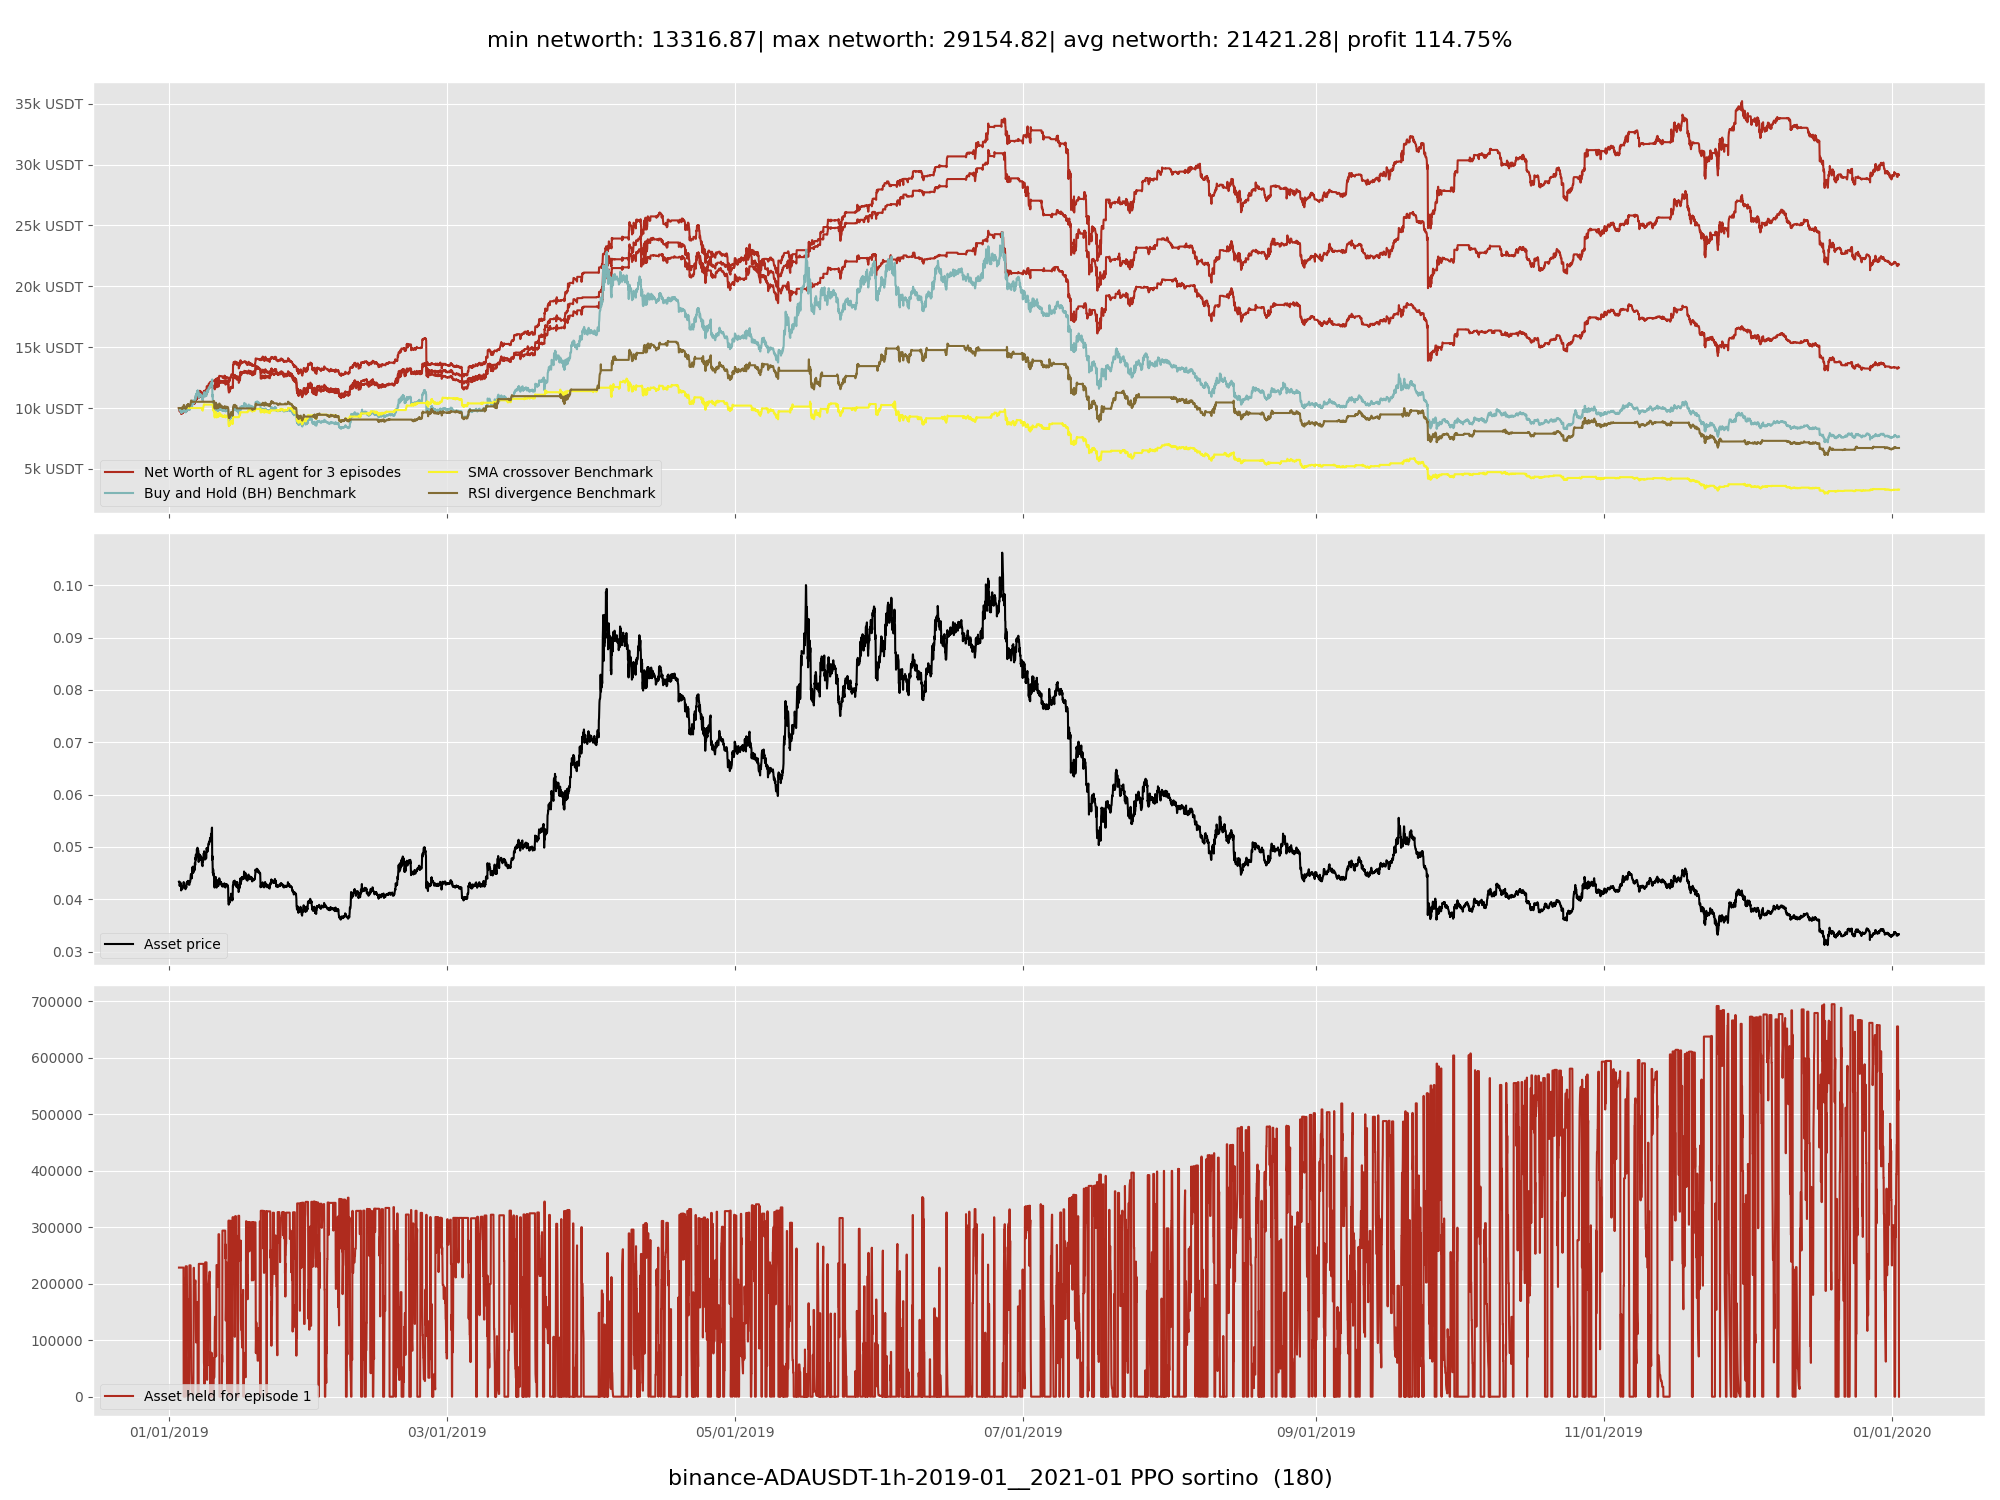 min networth: 13316.87| max networth: 29154.82| avg networth: 21421.28| profit 114.75%
35k USDT
30k USDT
25k USDT
20k USDT
15k USDT
10k USDT
5k USDT
Net Worth of RL agent for 3 episodes
Buy and Hold (BH) Benchmark
SMA crossover Benchmark
RSI divergence Benchmark
0.10
0.09
0.08
0.07
0.06
0.05
0.04
0.03
Asset price
700000
600000
500000
400000
300000
200000
100000
0
Asset held for episode 1
01/01/2019
03/01/2019
05/01/2019
07/01/2019
09/01/2019
11/01/2019
01/01/2020
binance-ADAUSDT-1h-2019-01__2021-01 PPO sortino  (180)